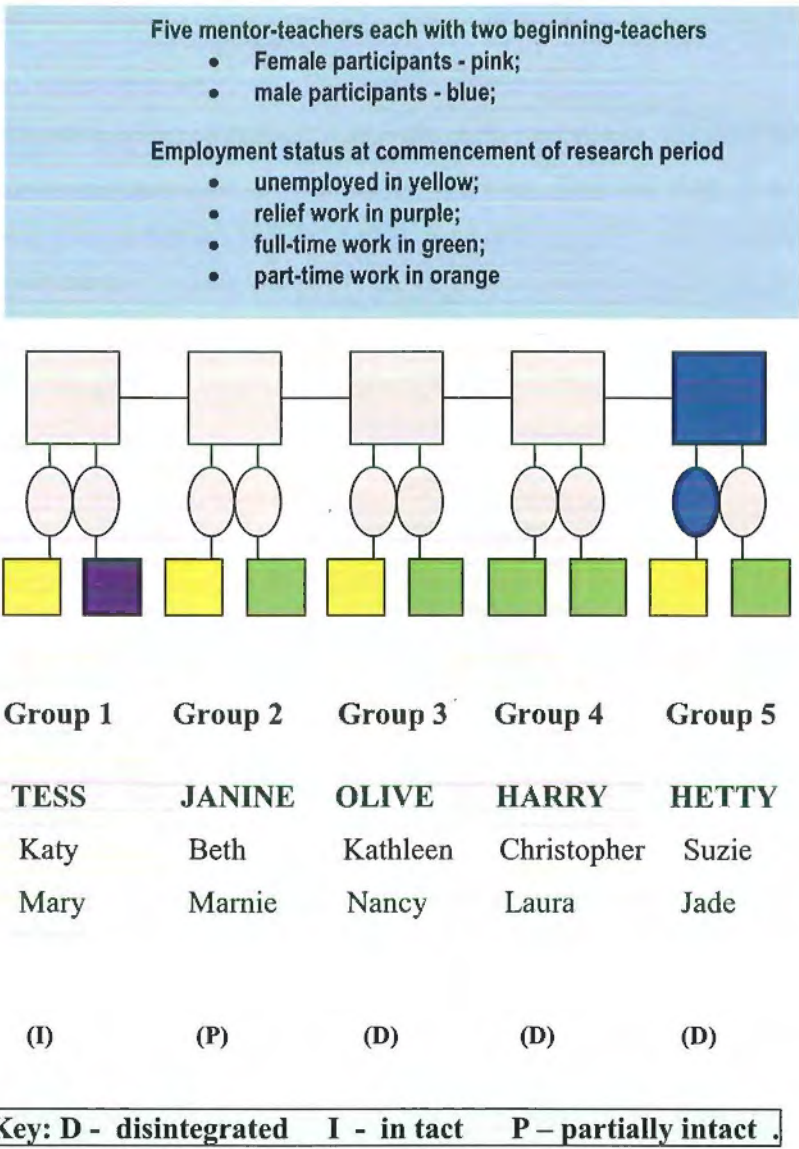 Five mentor-teachers each with two beginning-teachers
• Female participants - pink;
• male participants - blue;
Employment status at commencement of research period
• unemployed in yellow;
• relief work in purple;
• full-time work in green;
• part-time work in orange
Group 1 Group 2 Group 3 Group 4 Group 5
TESS JANINE OLIVE HARRY HETTY
Katy Beth Kathleen Christopher Suzie
Mary Marnie Nancy Laura Jade
(I) (P) (D) (D) (D)
Key: D - disintegrated I - in tact P – partially intact .